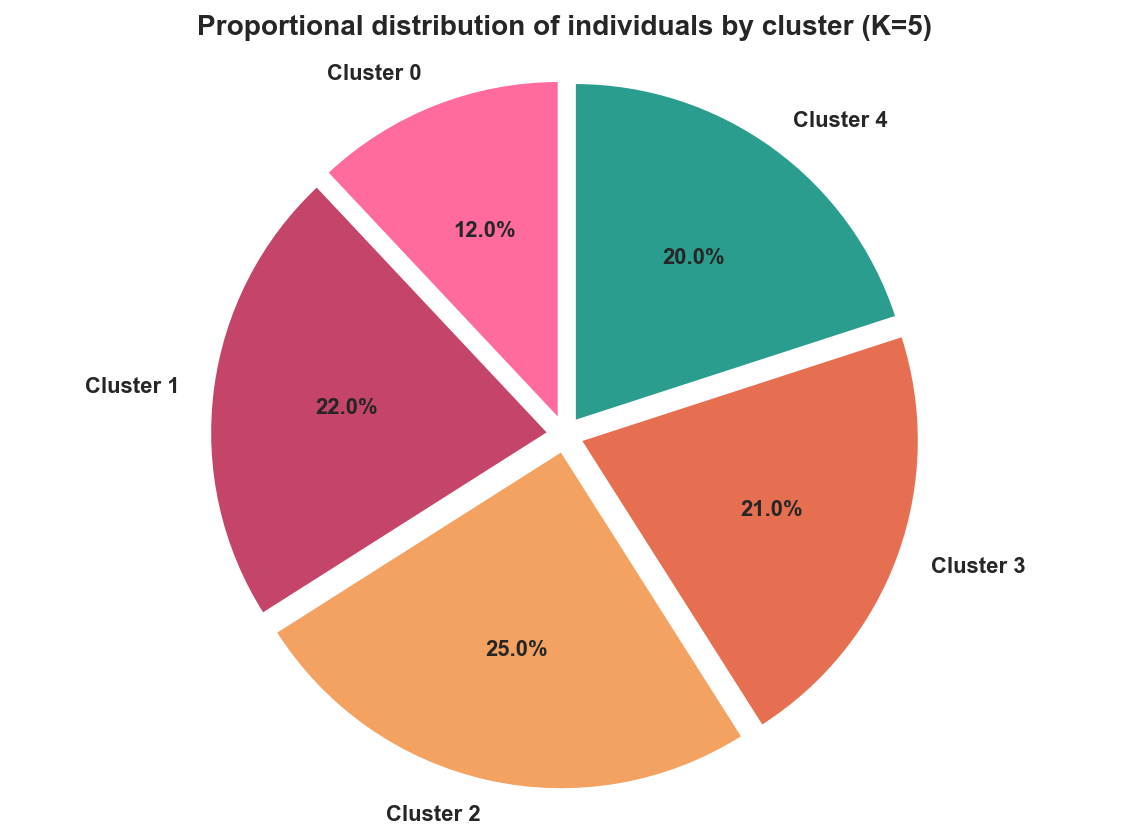 Proportional distribution of individuals by cluster (K=5)
Cluster 0
12.0%
Cluster 1
22.0%
Cluster 2
25.0%
Cluster 3
21.0%
Cluster 4
20.0%